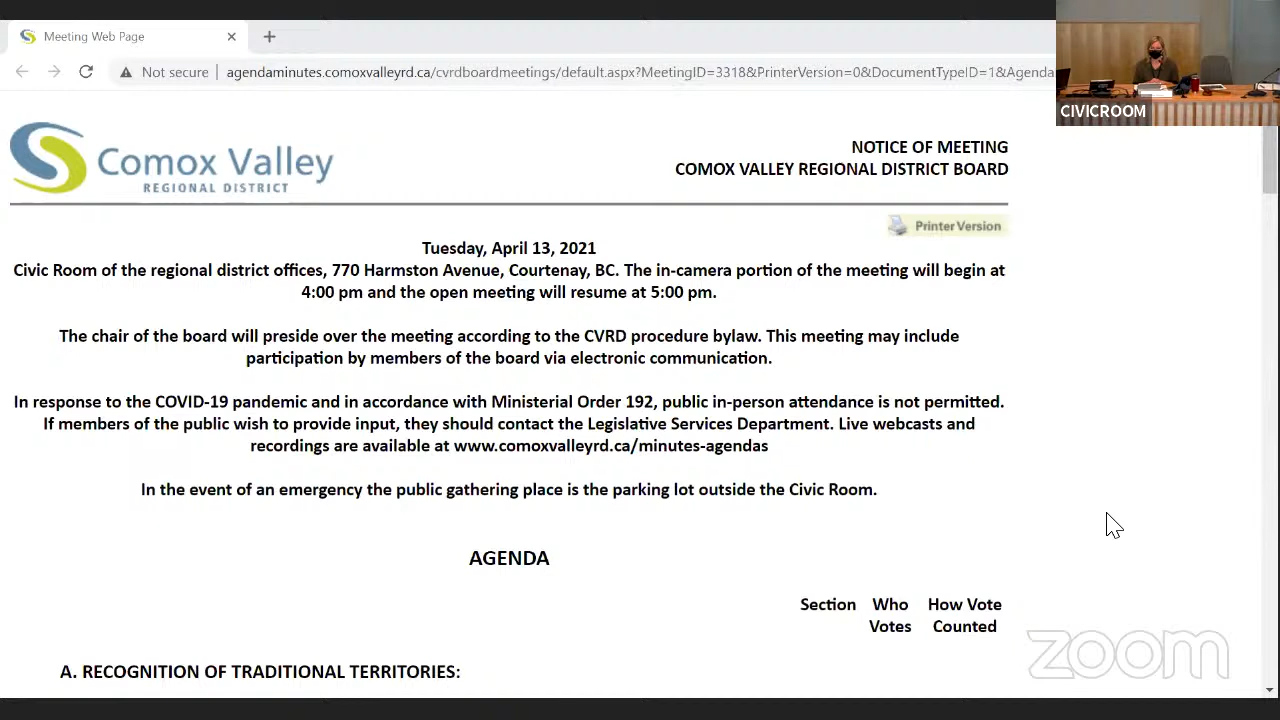 Meeting Web Page
Not secure
agendaminutes.comoxvalleyrd.ca/cvrdboardmeetings/default.aspx?MeetingID=3318&PrinterVersion=0&DocumentTypeID=1&Agenda
CIVICROOM
Comox Valley
REGIONAL DISTRICT
NOTICE OF MEETING
COMOX VALLEY REGIONAL DISTRICT BOARD
Printer Version
Tuesday, April 13, 2021
Civic Room of the regional district offices, 770 Harmston Avenue, Courtenay, BC. The in-camera portion of the meeting will begin at
4:00 pm and the open meeting will resume at 5:00 pm.
The chair of the board will preside over the meeting according to the CVRD procedure bylaw. This meeting may include
participation by members of the board via electronic communication.
In response to the COVID-19 pandemic and in accordance with Ministerial Order 192, public in-person attendance is not permitted.
If members of the public wish to provide input, they should contact the Legislative Services Department. Live webcasts and
recordings are available at www.comoxvalleyrd.ca/minutes-agendas
In the event of an emergency the public gathering place is the parking lot outside the Civic Room.
AGENDA
Section Who How Vote
Votes Counted
zoom
A. RECOGNITION OF TRADITIONAL TERRITORIES: